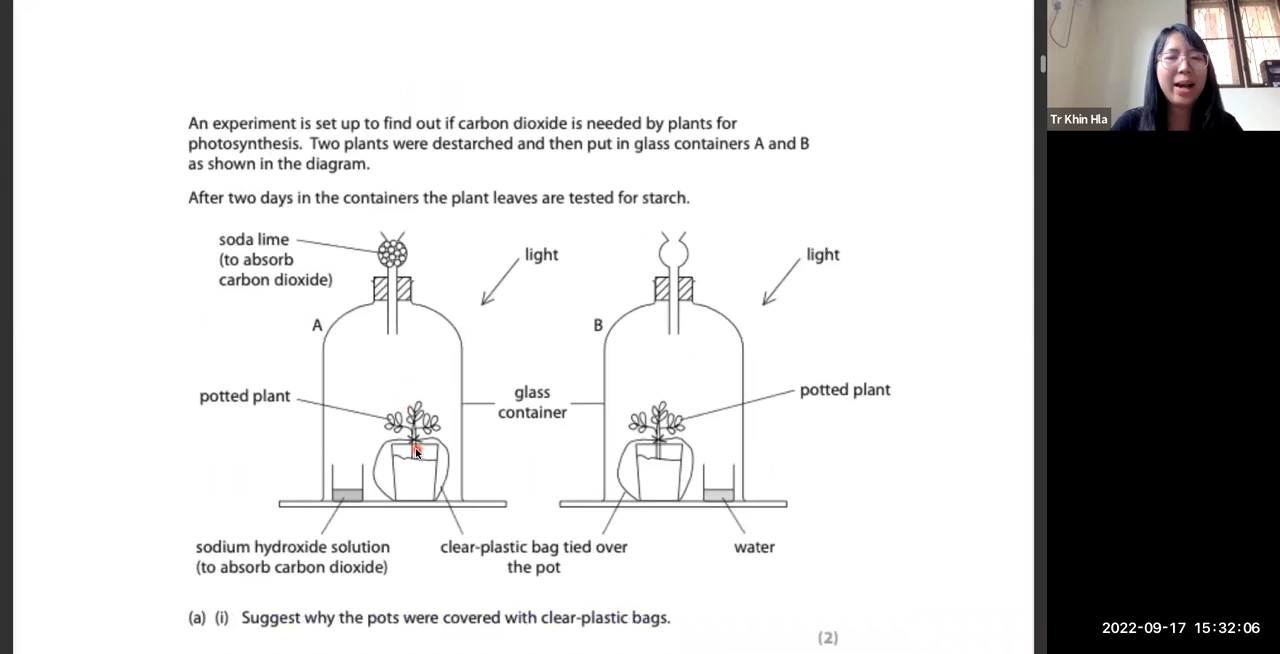 An experiment is set up to find out if carbon dioxide is needed by plants for
photosynthesis. Two plants were destarched and then put in glass containers A and B
as shown in the diagram.
After two days in the containers the plant leaves are tested for starch.
soda lime
(to absorb
carbon dioxide)
light
light
A
B
potted plant
glass
container
potted plant
sodium hydroxide solution
(to absorb carbon dioxide)
clear-plastic bag tied over
the pot
water
(a) (i) Suggest why the pots were covered with clear-plastic bags.
(2)
Tr Khin Hla
2022-09-17 15:32:06